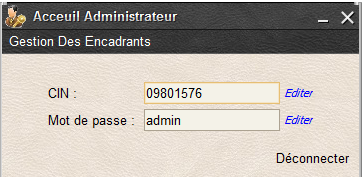 Acceuil Administrateur
Gestion Des Encadrants
CIN : 09801576 Editer
Mot de passe : admin Editer
Déconnecter